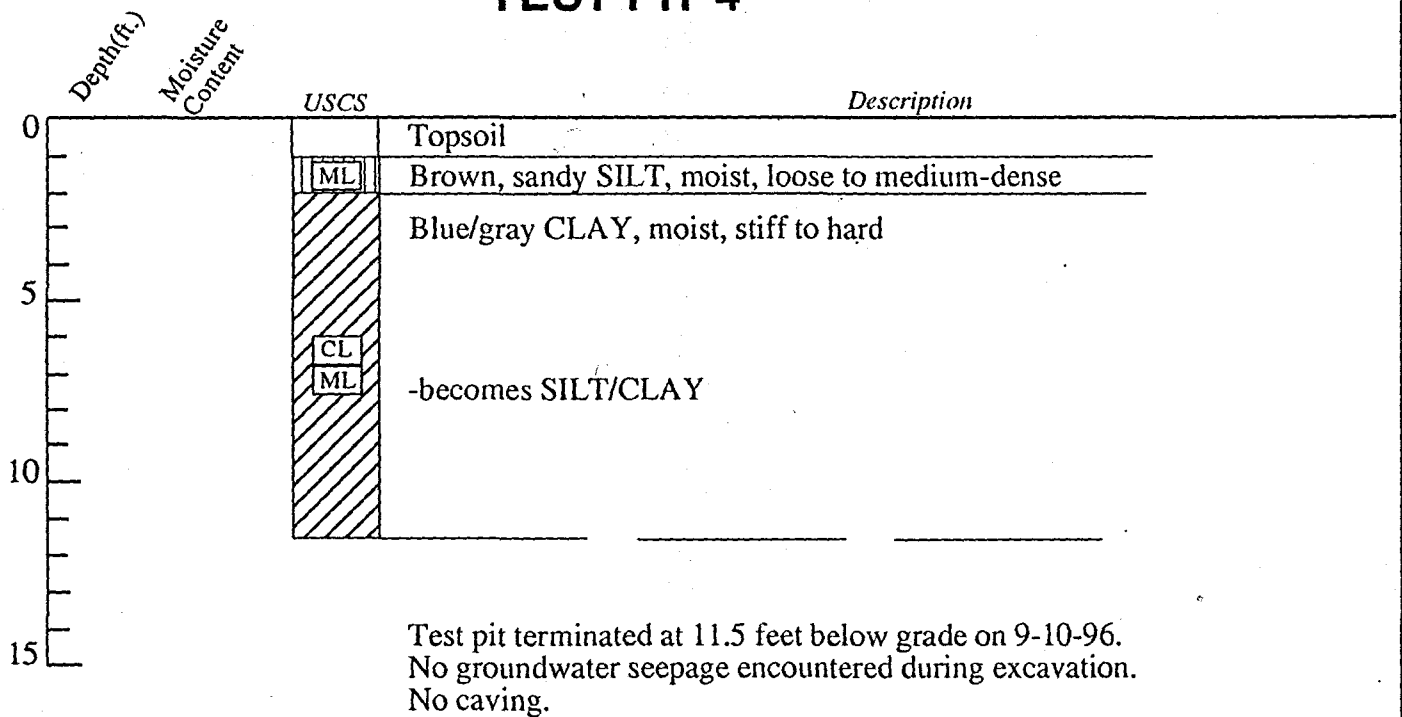 TEST PIT 4
Depth(ft.)
Moisture
Content
USCS
Description
0
Topsoil
ML
Brown, sandy SILT, moist, loose to medium-dense
Blue/gray CLAY, moist, stiff to hard
5
CL
ML
-becomes SILT/CLAY
10
15
Test pit terminated at 11.5 feet below grade on 9-10-96.
No groundwater seepage encountered during excavation.
No caving.